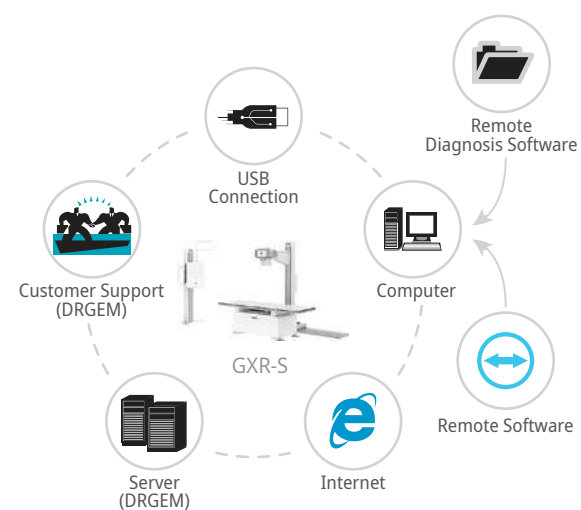 Remote
Diagnosis Software
USB
Connection
Customer Support
(DRGEM)
Computer
GXR-S
Remote Software
Server
(DRGEM)
Internet